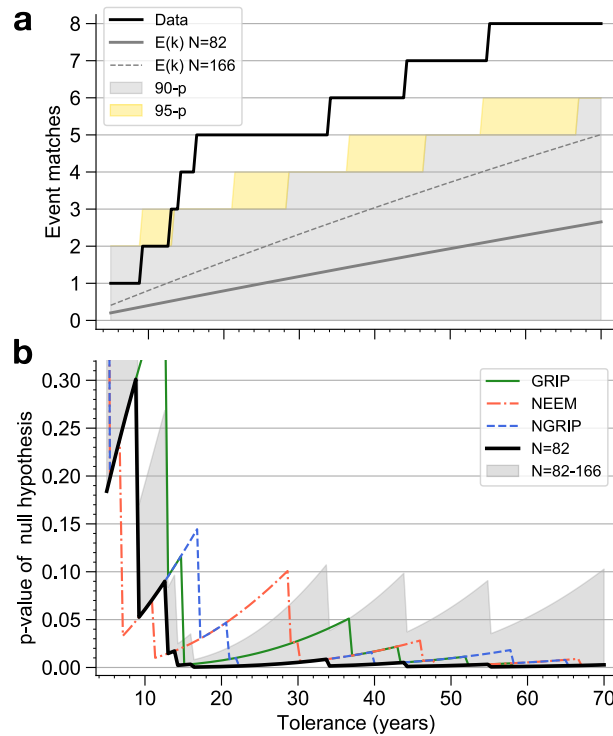 a
Data
E(k) N=82
E(k) N=166
90-p
95-p
8
7
6
5
4
3
2
1
0
Event matches
b
GRIP
NEEM
NGRIP
N=82
N=82-166
0.30
0.25
0.20
0.15
0.10
0.05
0.00
p-value of null hypothesis
10 20 30 40 50 60 70
Tolerance (years)